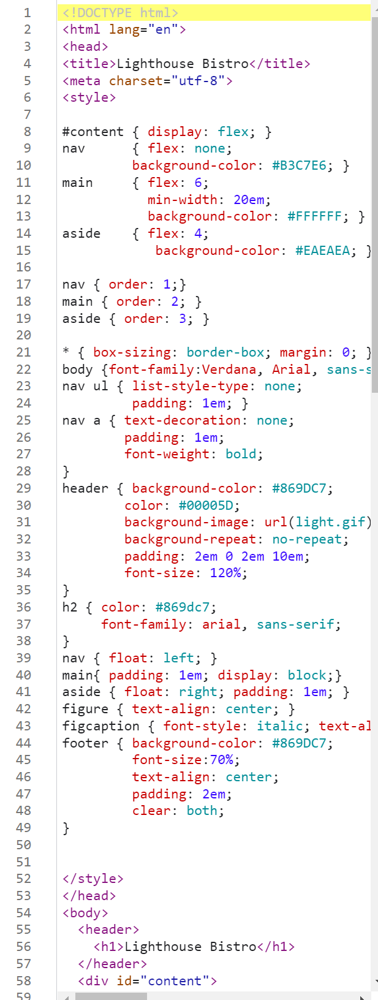 1 <!DOCTYPE html>
2 <html lang="en">
3 <head>
4 <title>Lighthouse Bistro</title>
5 <meta charset="utf-8">
6 <style>
7
8 #content { display: flex; }
9 nav      { flex: none;
10          background-color: #B3C7E6; }
11 main     { flex: 6;
12            min-width: 20em;
13            background-color: #FFFFFF; }
14 aside    { flex: 4;
15             background-color: #EAEAEA; }
16
17 nav { order: 1;}
18 main { order: 2; }
19 aside { order: 3; }
20
21 * { box-sizing: border-box; margin: 0; }
22 body {font-family:Verdana, Arial, sans-s
23 nav ul { list-style-type: none;
24          padding: 1em; }
25 nav a { text-decoration: none;
26         padding: 1em;
27         font-weight: bold;
28 }
29 header { background-color: #869DC7;
30         color: #00005D;
31         background-image: url(light.gif)
32         background-repeat: no-repeat;
33         padding: 2em 0 2em 10em;
34         font-size: 120%;
35 }
36 h2 { color: #869dc7;
37      font-family: arial, sans-serif;
38 }
39 nav { float: left; }
40 main{ padding: 1em; display: block;}
41 aside { float: right; padding: 1em; }
42 figure { text-align: center; }
43 figcaption { font-style: italic; text-al
44 footer { background-color: #869DC7;
45          font-size:70%;
46          text-align: center;
47          padding: 2em;
48          clear: both;
49 }
50
51
52 </style>
53 </head>
54 <body>
55   <header>
56     <h1>Lighthouse Bistro</h1>
57   </header>
58   <div id="content">
59